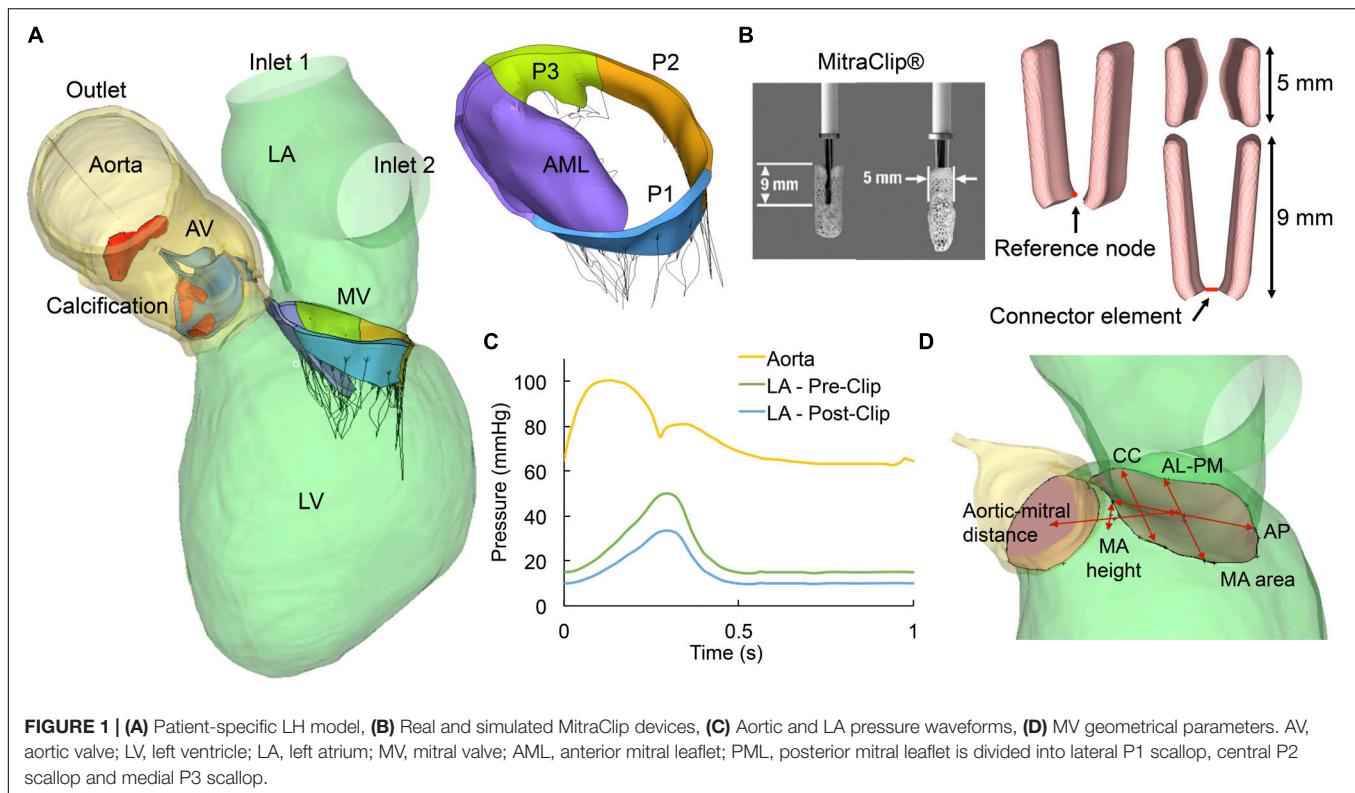 A
Inlet 1
Outlet
Aorta
LA
Inlet 2
AV
Calcification
MV
LV
P3
P2
AML
P1
B
MitraClip®
9 mm
5 mm
Reference node
5 mm
9 mm
Connector element
C
Aorta
LA - Pre-Clip
LA - Post-Clip
Pressure (mmHg)
100
80
60
40
20
0
0
0.5
1
Time (s)
D
CC
AL-PM
Aortic-mitral
distance
AP
MA
height
MA area
FIGURE 1 | (A) Patient-specific LH model, (B) Real and simulated MitraClip devices, (C) Aortic and LA pressure waveforms, (D) MV geometrical parameters. AV,
aortic valve; LV, left ventricle; LA, left atrium; MV, mitral valve; AML, anterior mitral leaflet; PML, posterior mitral leaflet is divided into lateral P1 scallop, central P2
scallop and medial P3 scallop.